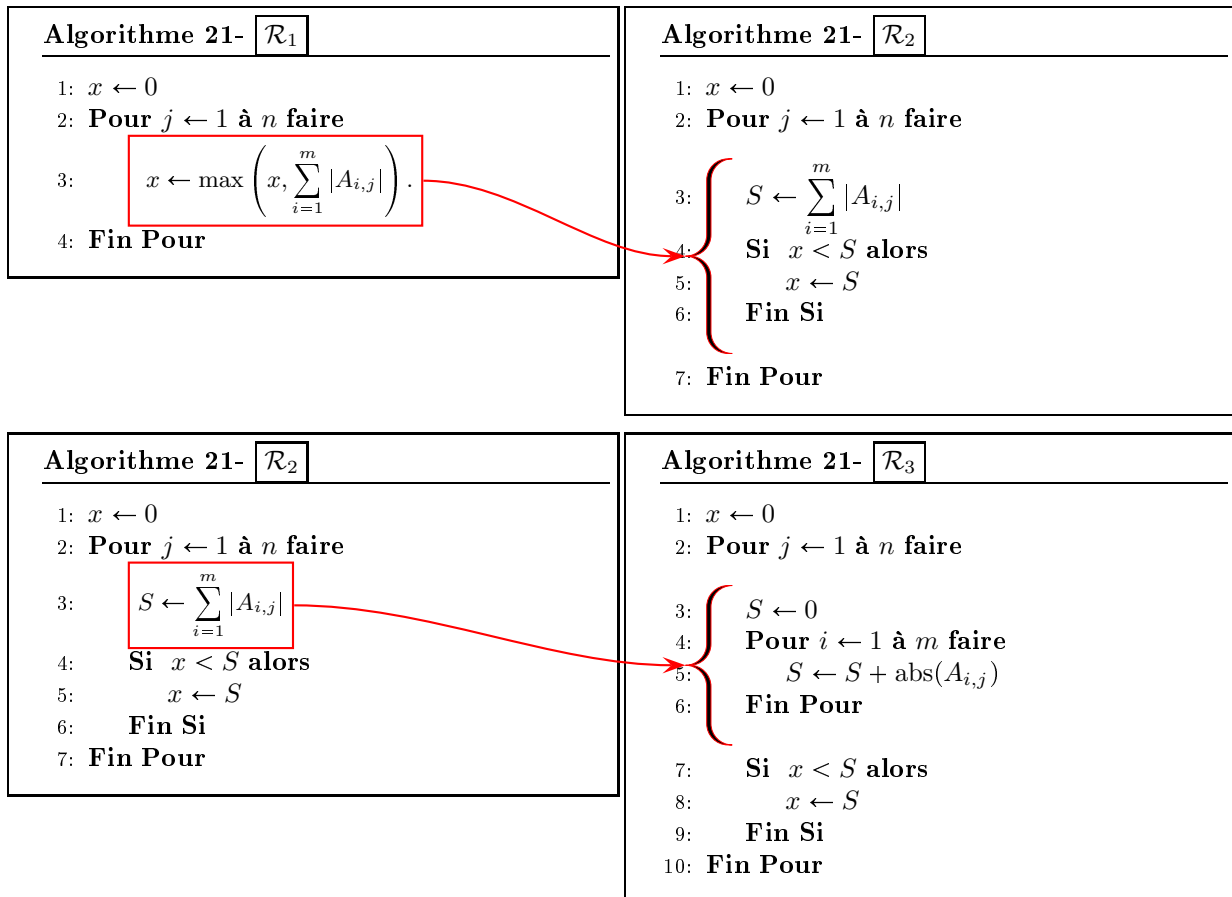 Algorithme 21- R₁
1: x ← 0
2: Pour j ← 1 à n faire
3: x ← max ( x, ∑_{i=1}^{m} |A_{i,j}| ) .
4: Fin Pour
Algorithme 21- R₂
1: x ← 0
2: Pour j ← 1 à n faire
3: S ← ∑_{i=1}^{m} |A_{i,j}|
4: Si x < S alors
5: x ← S
6: Fin Si
7: Fin Pour
Algorithme 21- R₂
1: x ← 0
2: Pour j ← 1 à n faire
3: S ← ∑_{i=1}^{m} |A_{i,j}|
4: Si x < S alors
5: x ← S
6: Fin Si
7: Fin Pour
Algorithme 21- R₃
1: x ← 0
2: Pour j ← 1 à n faire
3: S ← 0
4: Pour i ← 1 à m faire
5: S ← S + abs(A_{i,j})
6: Fin Pour
7: Si x < S alors
8: x ← S
9: Fin Si
10: Fin Pour